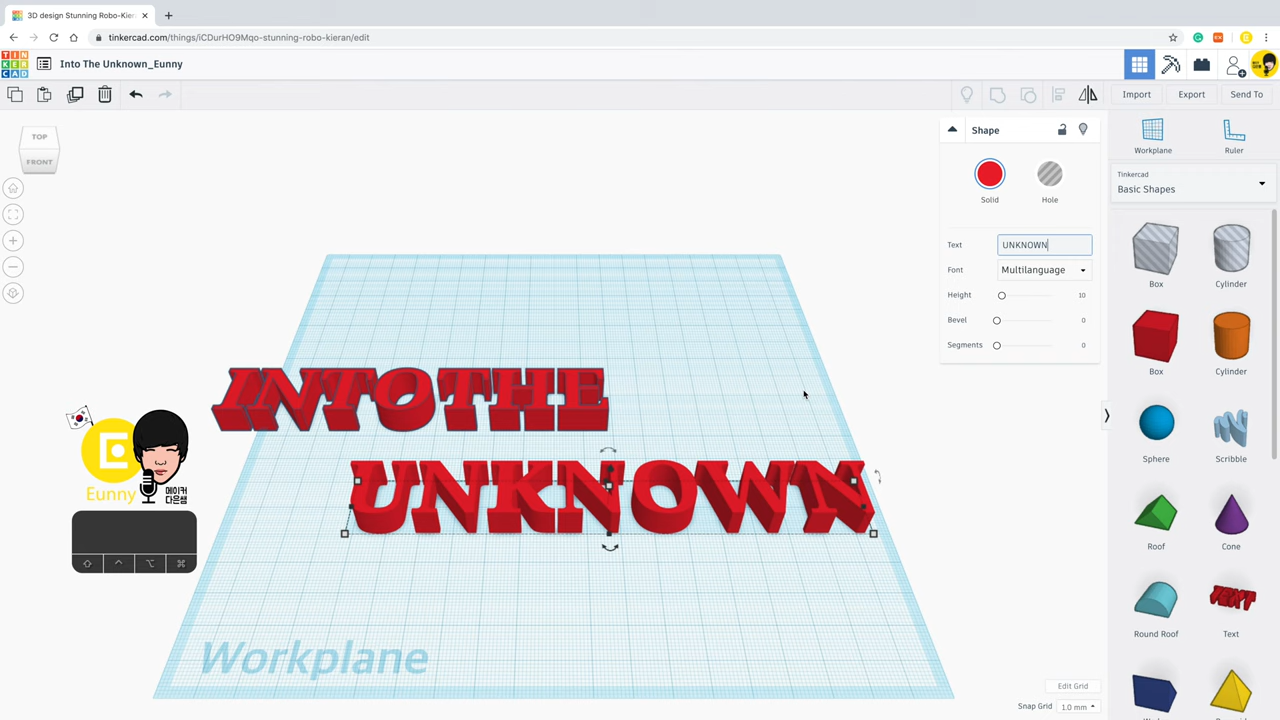 3D design Stunning Robo-Kieran
tinkercad.com/things/iCDurHO9Mqo-stunning-robo-kieran/edit
TIN
KER
CAD
Into The Unknown_Eunny
Import
Export
Send To
TOP
FRONT
Shape
Solid
Hole
Text
UNKNOWN
Font
Multilanguage
Height
10
Bevel
0
Segments
0
Workplane
Ruler
Tinkercad
Basic Shapes
Box
Cylinder
Box
Cylinder
Sphere
Scribble
Roof
Cone
Round Roof
TEXT
Text
INTO THE
UNKNOWN
E
Eunny
메이커
다은쌤
Workplane
Edit Grid
Snap Grid
1.0 mm